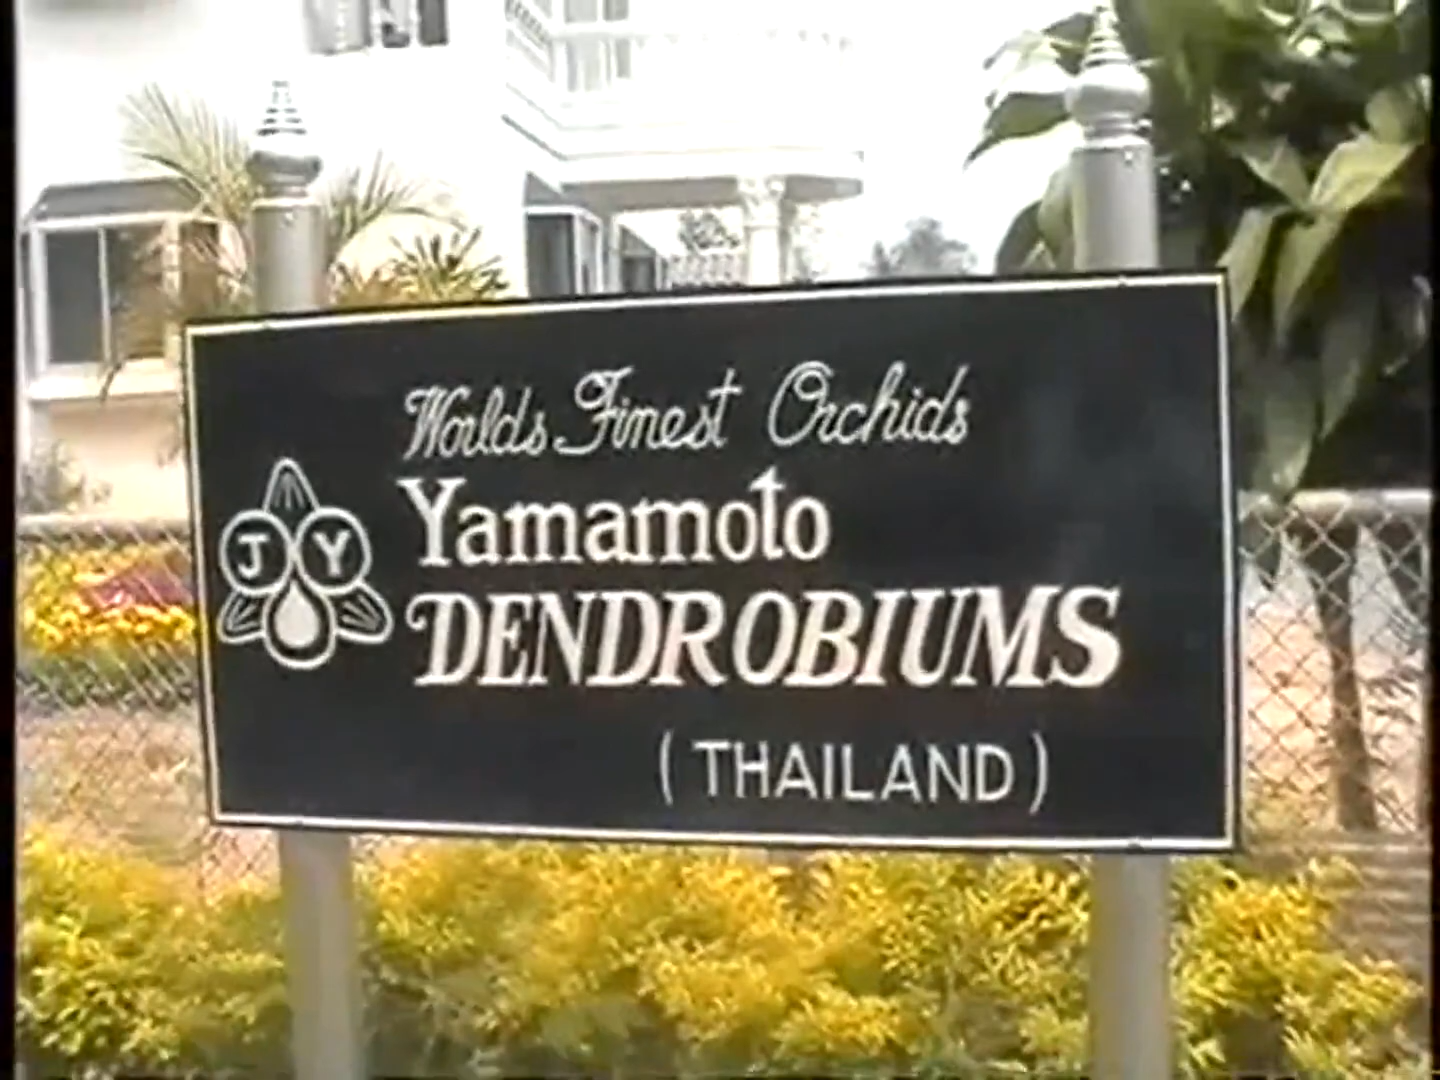 Worlds Finest Orchids
J Y
Yamamoto
DENDROBIUMS
(THAILAND)